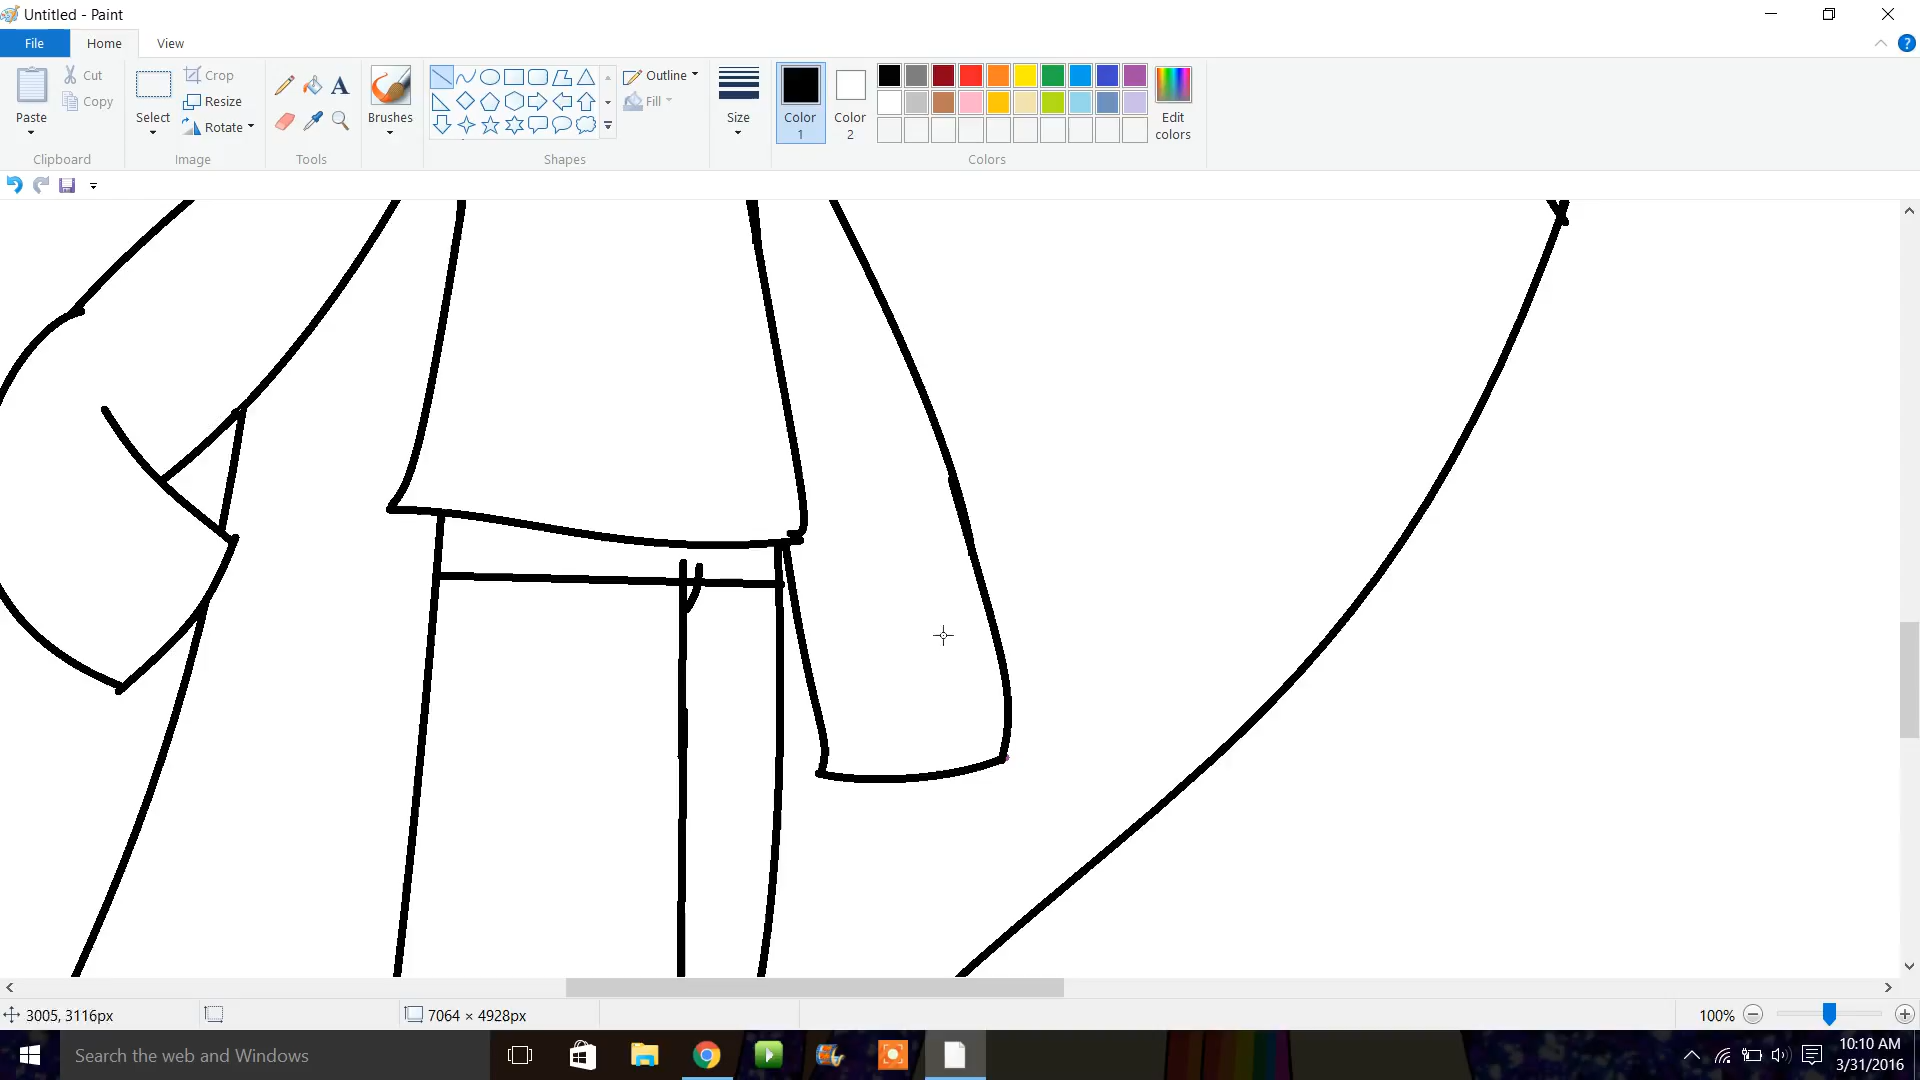 Untitled - Paint
File Home View
Paste
Cut
Copy
Clipboard
Select
Crop
Resize
Rotate
Image
A
Tools
Brushes
Shapes
Outline
Fill
Size
Color 1
Color 2
Edit colors
Colors
?
3005, 3116px
7064 × 4928px
100%
Search the web and Windows
10:10 AM
3/31/2016